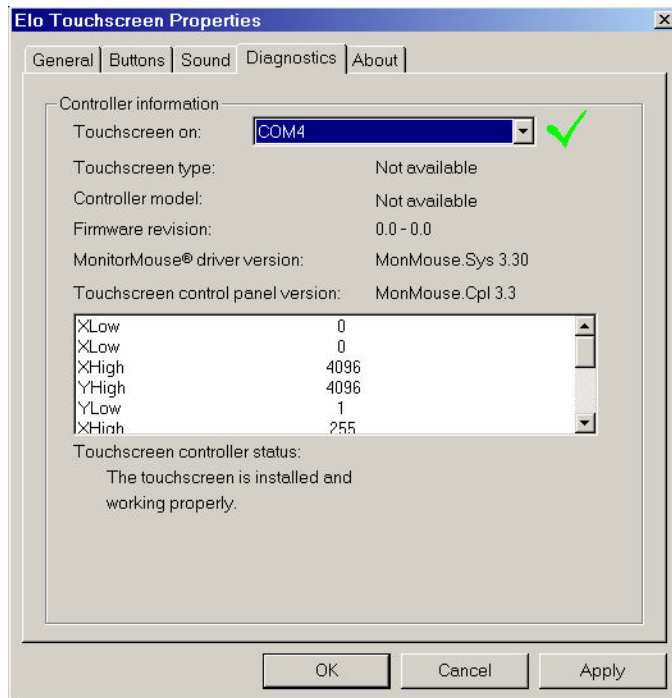 Elo Touchscreen Properties
General Buttons Sound Diagnostics About
Controller information
Touchscreen on: COM4
Touchscreen type: Not available
Controller model: Not available
Firmware revision: 0.0 - 0.0
MonitorMouse® driver version: MonMouse.Sys 3.30
Touchscreen control panel version: MonMouse.Cpl 3.3
XLow 0
XLow 0
XHigh 4096
YHigh 4096
YLow 1
XHigh 255
Touchscreen controller status:
The touchscreen is installed and
working properly.
OK Cancel Apply